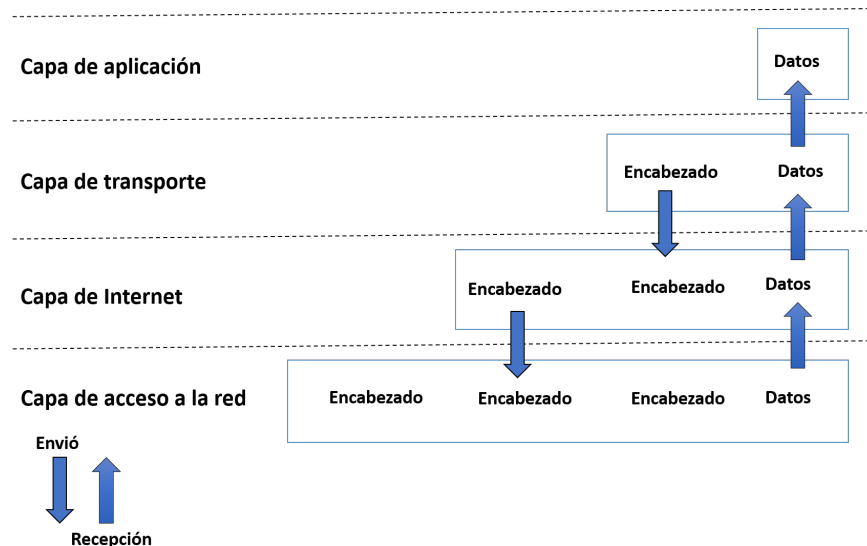 Capa de aplicación
Datos
Capa de transporte
Encabezado Datos
Capa de Internet
Encabezado Encabezado Datos
Capa de acceso a la red
Encabezado Encabezado Encabezado Datos
Envió
Recepción